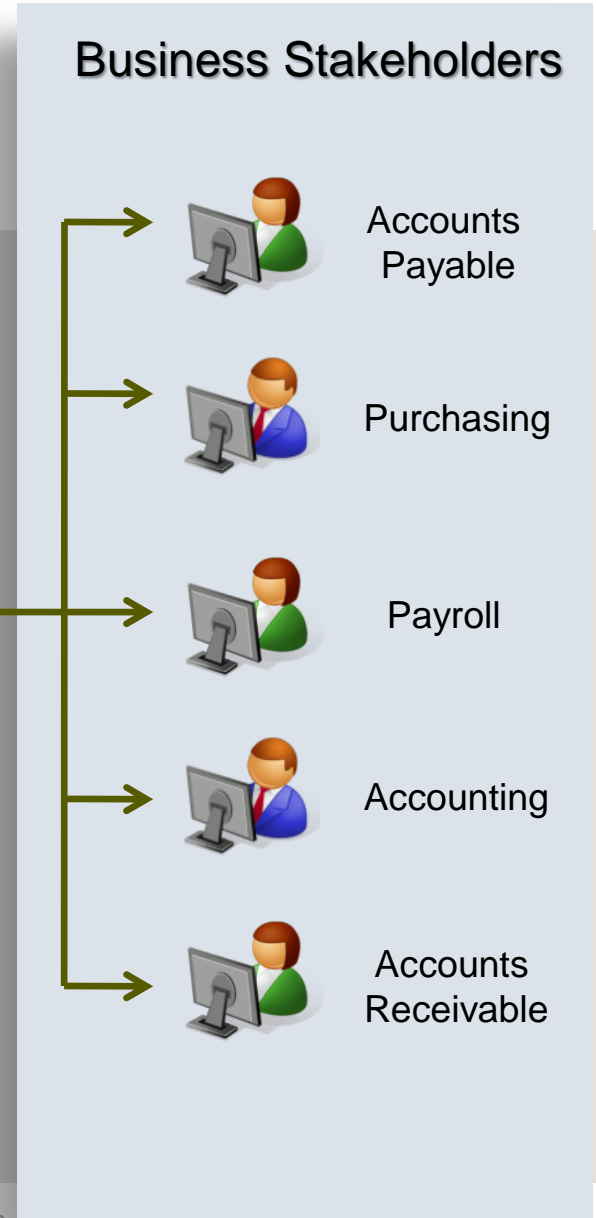 Business Stakeholders
Accounts
Payable
Purchasing
Payroll
Accounting
Accounts
Receivable